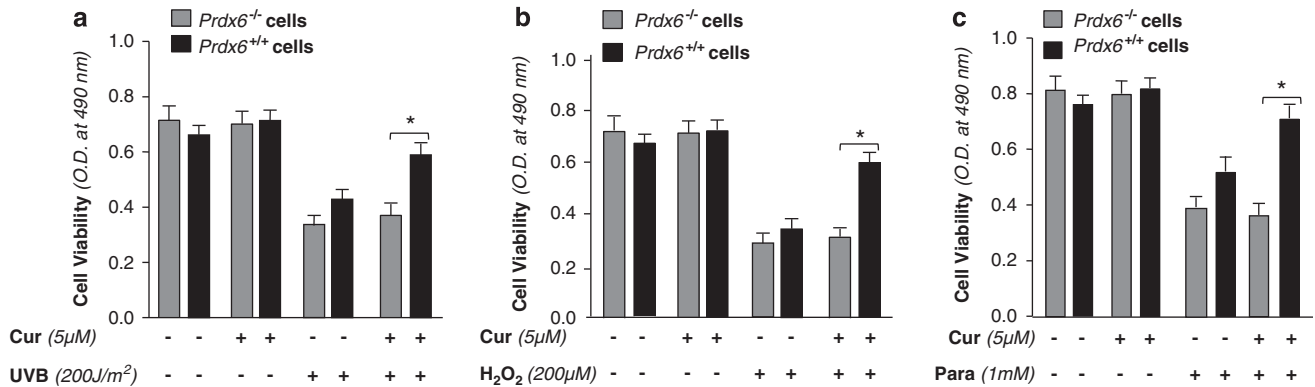 a
Prdx6-/- cells
Prdx6+/+ cells
Cell Viability (O.D. at 490 nm)
1.0
0.8
0.6
0.4
0.2
0.0
*
Cur (5µM) - - + + - - + +
UVB (200J/m2) - - - - + + + +
b
Prdx6-/- cells
Prdx6+/+ cells
Cell Viability (O.D. at 490 nm)
1.0
0.8
0.6
0.4
0.2
0.0
*
Cur (5µM) - - + + - - + +
H2O2 (200µM) - - - - + + + +
c
Prdx6-/- cells
Prdx6+/+ cells
Cell Viability (O.D. at 490 nm)
1.0
0.8
0.6
0.4
0.2
0.0
*
Cur (5µM) - - + + - - + +
Para (1mM) - - - - + + + +